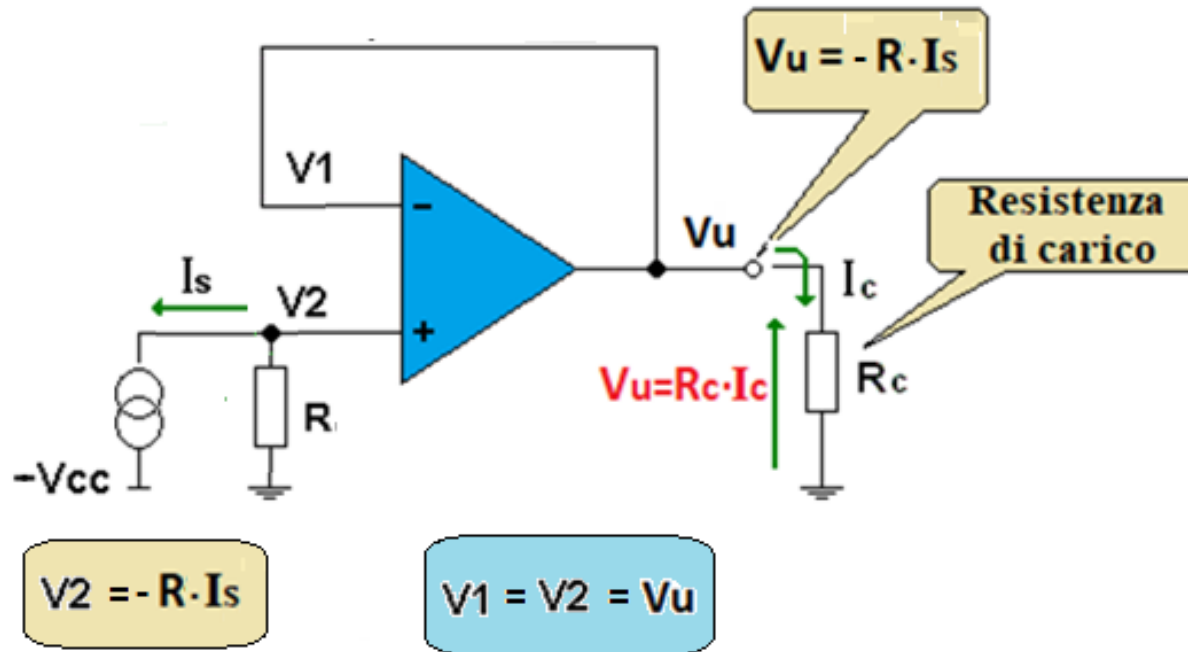 Vu = - R· Is
V1
−
Resistenza
di carico
Vu
Is
V2
Ic
+
Vu=Rc·Ic
Rc
R
−Vcc
V2 = - R· Is
V1 = V2 = Vu